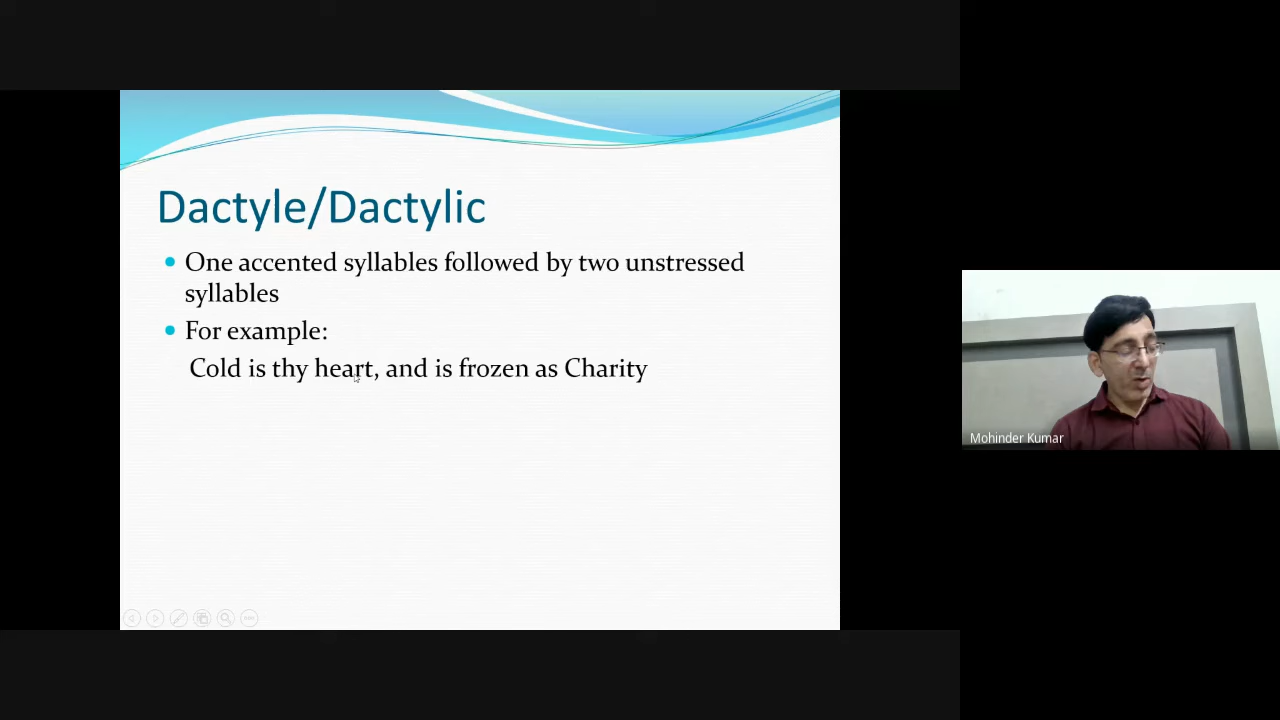 Dactyle/Dactylic
One accented syllables followed by two unstressed
syllables
For example:
Cold is thy heart, and is frozen as Charity
Mohinder Kumar